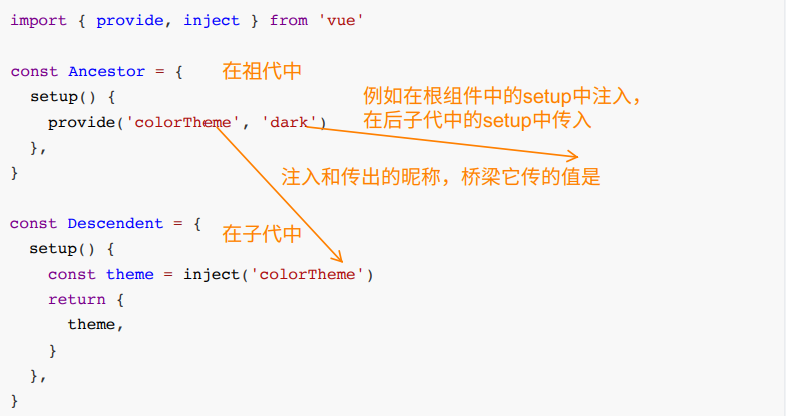 import { provide, inject } from 'vue'
const Ancestor = {
在祖代中
setup() {
例如在根组件中的setup中注入，
provide('colorTheme', 'dark')
在后子代中的setup中传入
},
}
注入和传出的昵称，桥梁它传的值是
const Descendent = {
在子代中
setup() {
const theme = inject('colorTheme')
return {
theme,
}
},
}